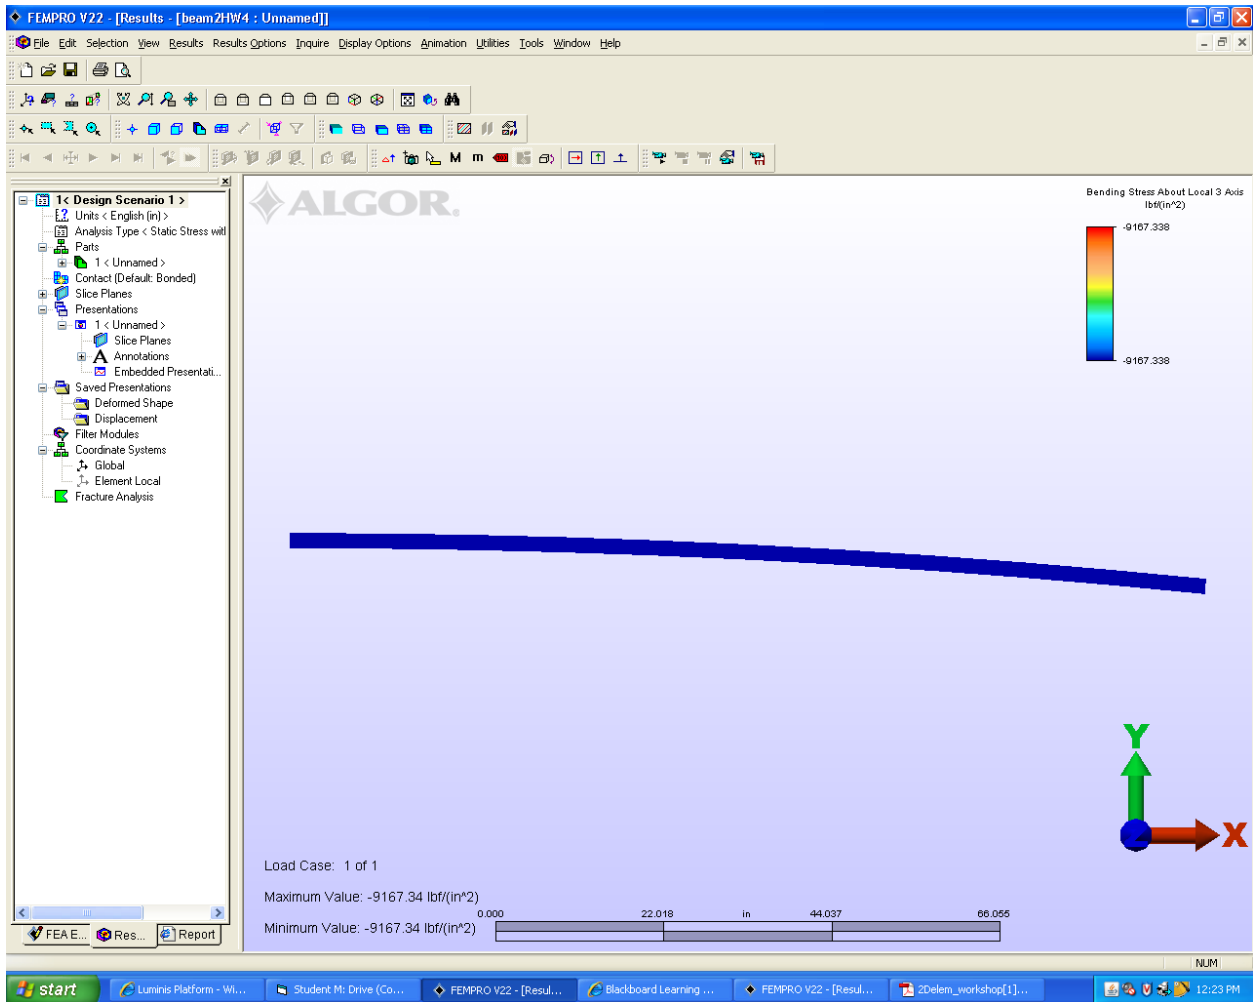 FEMPRO V22 - [Results - [beam2HW4 : Unnamed]]
File Edit Selection View Results Results Options Inquire Display Options Animation Utilities Tools Window Help
M m
1< Design Scenario 1 >
Units < English (in) >
Analysis Type < Static Stress witl
Parts
1 < Unnamed >
Contact (Default: Bonded)
Slice Planes
Presentations
1 < Unnamed >
Slice Planes
A Annotations
Embedded Presentati...
Saved Presentations
Deformed Shape
Displacement
Filter Modules
Coordinate Systems
Global
Element Local
Fracture Analysis
FEA E... Res... Report
ALGOR.
Bending Stress About Local 3 Axis
lbf/(in^2)
-9167.338
-9167.338
Y
X
Load Case: 1 of 1
Maximum Value: -9167.34 lbf/(in^2)
Minimum Value: -9167.34 lbf/(in^2)
0.000 22.018 in 44.037 66.055
NUM
start Luminis Platform - Wi... Student M: Drive (Co... FEMPRO V22 - [Resul... Blackboard Learning ... FEMPRO V22 - [Resul... 2Delem_workshop[1]... 12:23 PM